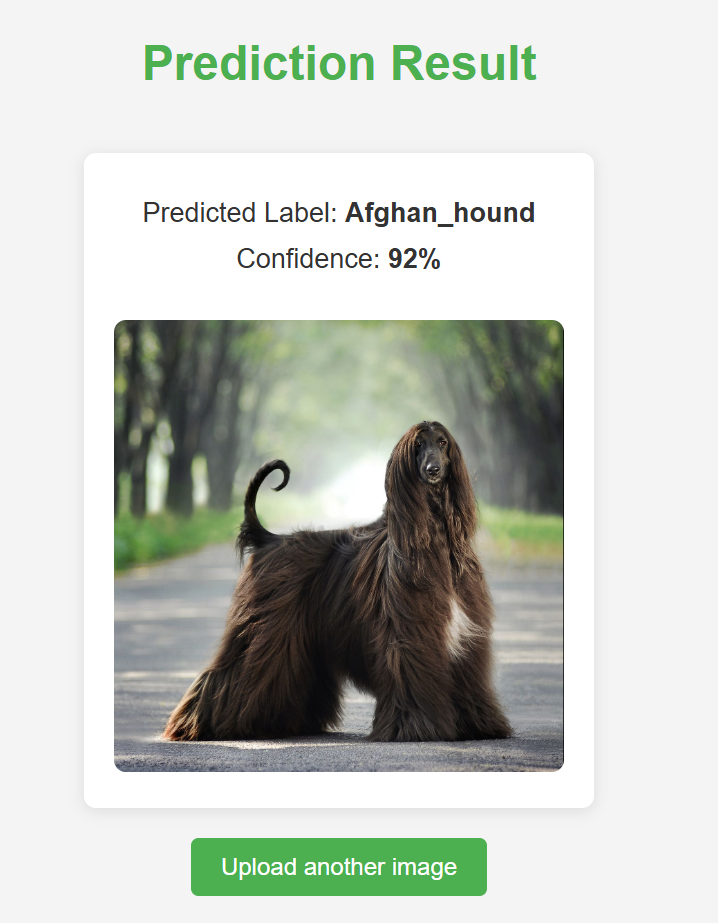 Prediction Result
Predicted Label: Afghan_hound
Confidence: 92%
Upload another image